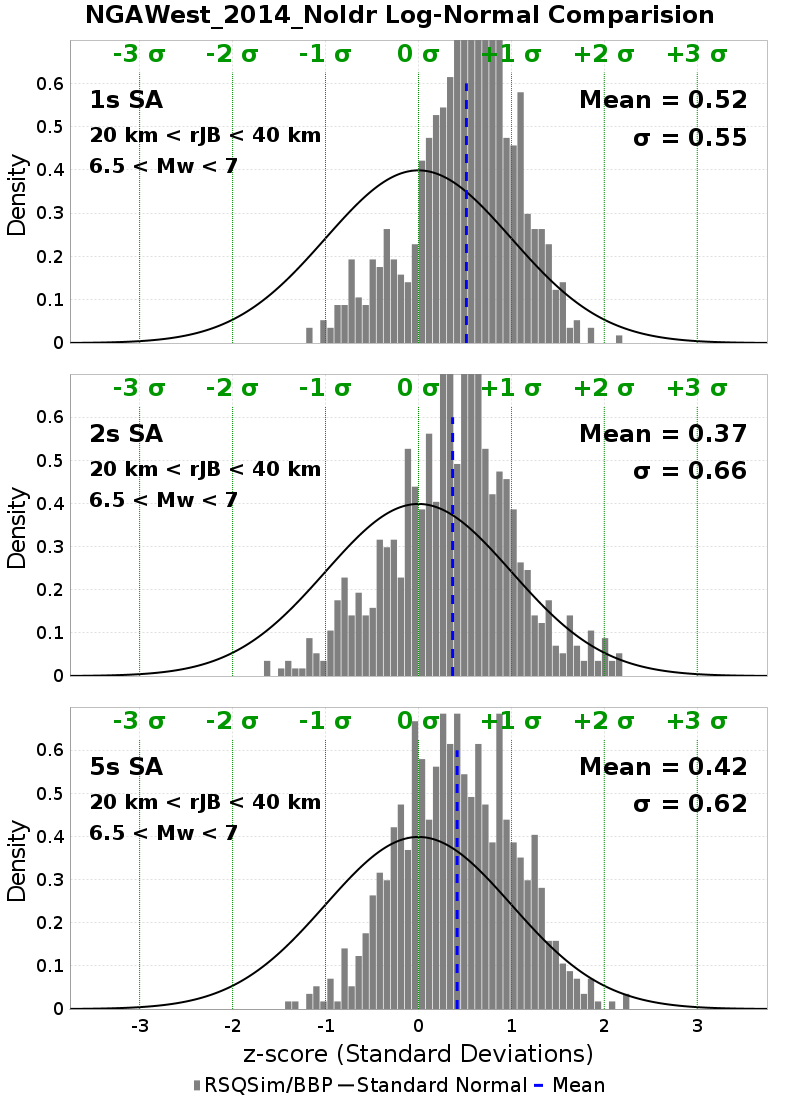 NGAWest_2014_NoIdr Log-Normal Comparision
-3 σ -2 σ -1 σ 0 σ +1 σ +2 σ +3 σ
1s SA
20 km < rJB < 40 km
6.5 < Mw < 7
Mean = 0.52
σ = 0.55
Density
0.6
0.5
0.4
0.3
0.2
0.1
0
-3 σ -2 σ -1 σ 0 σ +1 σ +2 σ +3 σ
2s SA
20 km < rJB < 40 km
6.5 < Mw < 7
Mean = 0.37
σ = 0.66
Density
0.6
0.5
0.4
0.3
0.2
0.1
0
-3 σ -2 σ -1 σ 0 σ +1 σ +2 σ +3 σ
5s SA
20 km < rJB < 40 km
6.5 < Mw < 7
Mean = 0.42
σ = 0.62
Density
0.6
0.5
0.4
0.3
0.2
0.1
0
-3 -2 -1 0 1 2 3
z-score (Standard Deviations)
RSQSim/BBP Standard Normal Mean